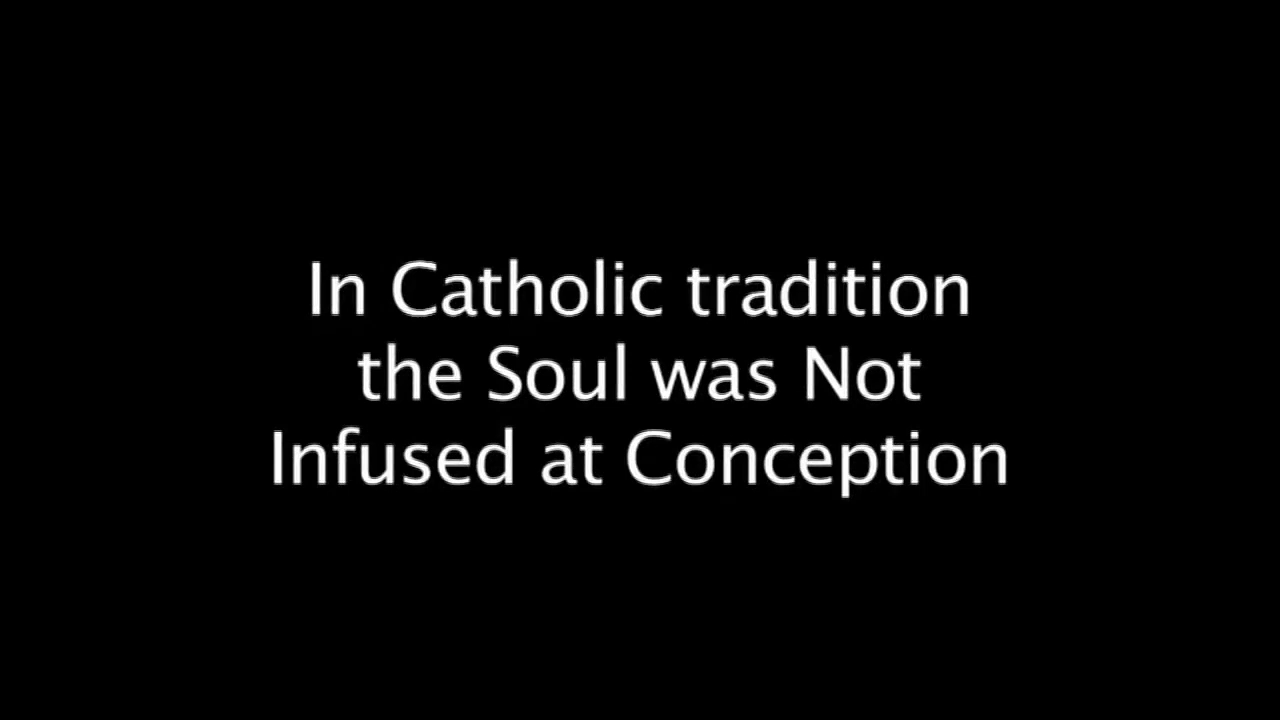 In Catholic tradition
the Soul was Not
Infused at Conception